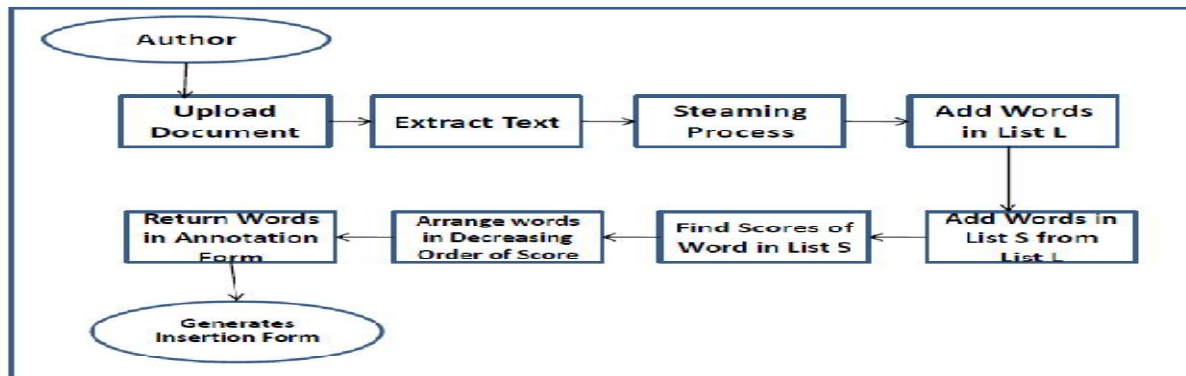 Author
Upload
Document
Extract Text
Steaming
Process
Add Words
in List L
Add Words in
List S from
List L
Find Scores of
Word in List S
Arrange words
in Decreasing
Order of Score
Return Words
in Annotation
Form
Generates
Insertion Form